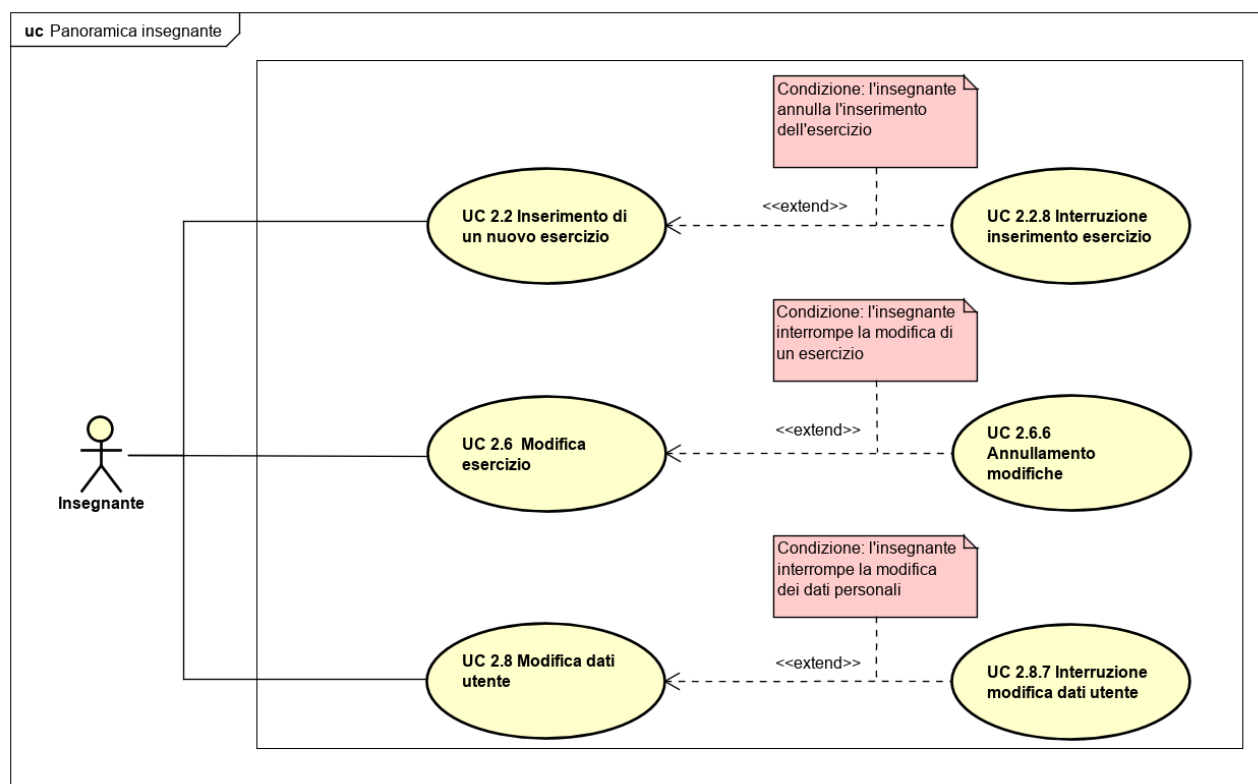 uc Panoramica insegnante
Condizione: l'insegnante
annulla l'inserimento
dell'esercizio
UC 2.2 Inserimento di
un nuovo esercizio
<<extend>>
UC 2.2.8 Interruzione
inserimento esercizio
Condizione: l'insegnante
interrompe la modifica di
un esercizio
UC 2.6  Modifica
esercizio
<<extend>>
UC 2.6.6
Annullamento
modifiche
Insegnante
Condizione: l'insegnante
interrompe la modifica
dei dati personali
UC 2.8 Modifica dati
utente
<<extend>>
UC 2.8.7 Interruzione
modifica dati utente